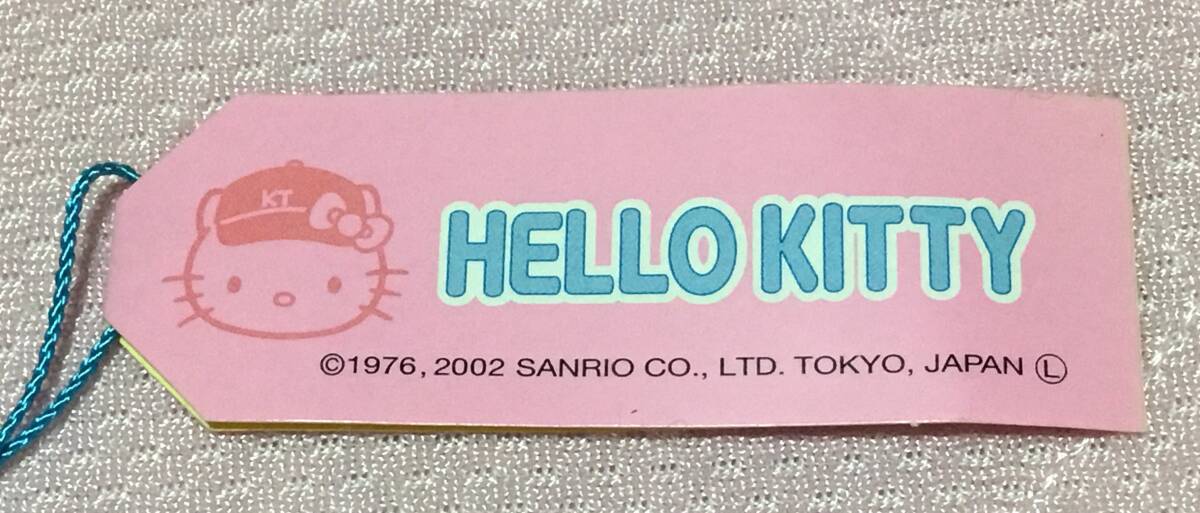 KT
HELLO KITTY
©1976, 2002 SANRIO CO., LTD. TOKYO, JAPAN Ⓛ